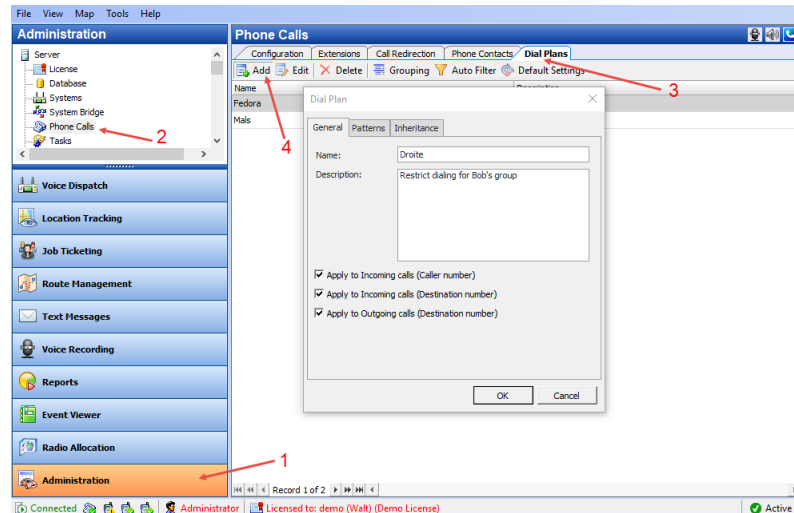 File View Map Tools Help
Administration
Phone Calls
Server
License
Database
Systems
System Bridge
Phone Calls
Tasks
2
Configuration Extensions Call Redirection Phone Contacts Dial Plans
Add Edit Delete Grouping Auto Filter Default Settings
3
Name Description
Fedora
Mals
4
Dial Plan
General Patterns Inheritance
Name: Droite
Description: Restrict dialing for Bob's group
Apply to Incoming calls (Caller number)
Apply to Incoming calls (Destination number)
Apply to Outgoing calls (Destination number)
OK Cancel
Voice Dispatch
Location Tracking
Job Ticketing
Route Management
Text Messages
Voice Recording
Reports
Event Viewer
Radio Allocation
Administration
1
Record 1 of 2
Connected Administrator Licensed to: demo (Walt) (Demo License) Active